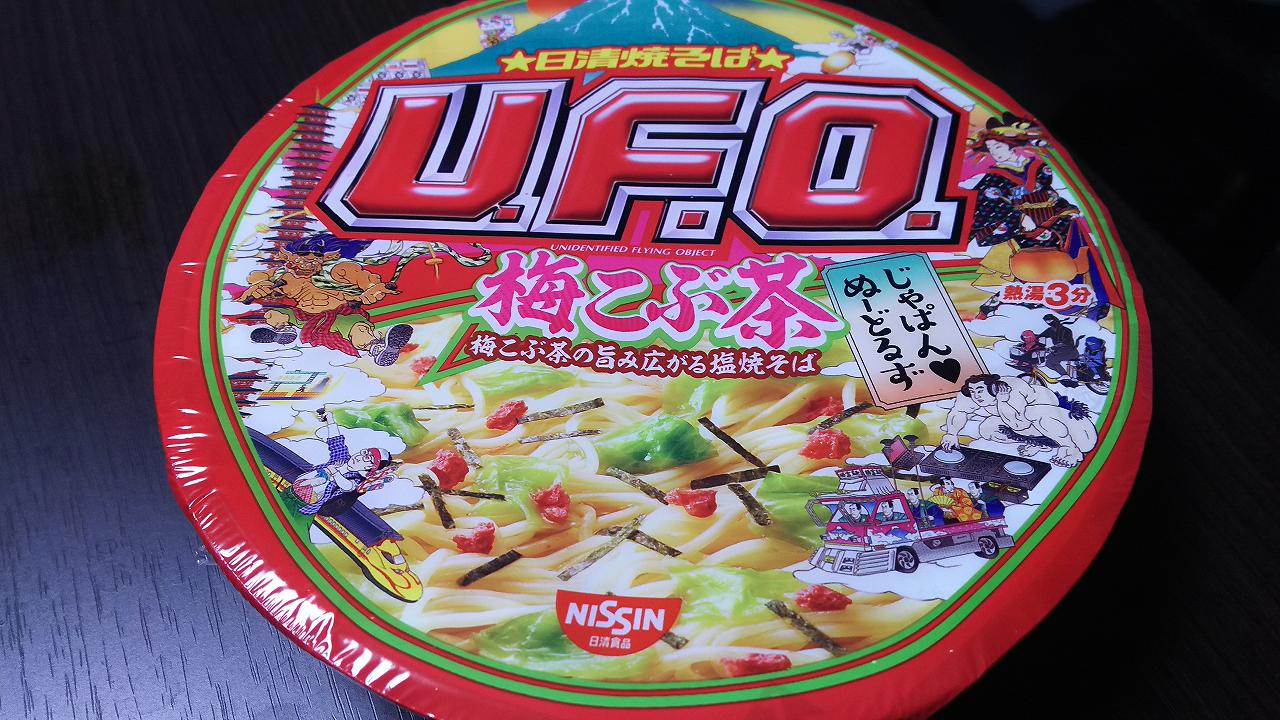 ★日清焼そば★
U.F.O.
UNIDENTIFIED FLYING OBJECT
梅こぶ茶
梅こぶ茶の旨み広がる塩焼そば
じゃぱん♥
ぬーどるず
熱湯3分
NISSIN
日清食品